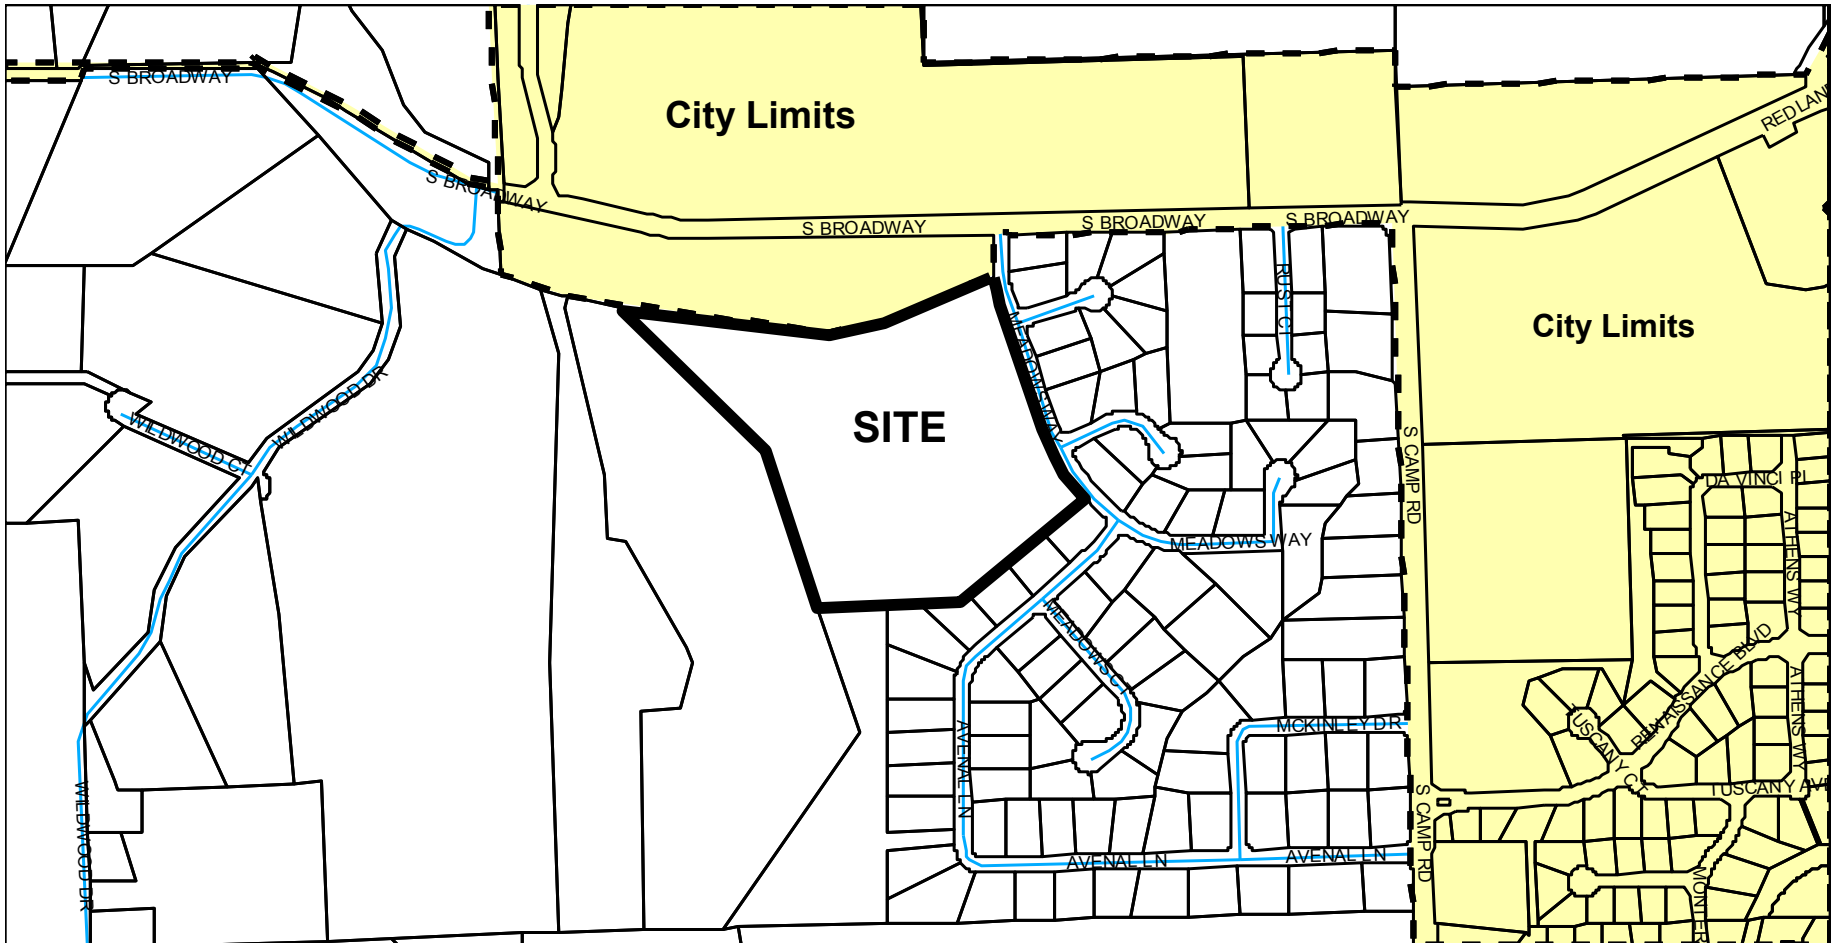 S BROADWAY
City Limits
REDLAN
S BROADWAY
S BROADWAY
S BROADWAY
S BROADWAY
RUST CT
City Limits
MEADOWS WAY
WILDWOOD DR
WILDWOOD CT
SITE
S CAMP RD
DA VINCI PL
ATHENS WY
MEADOWS WAY
MEADOWS CT
RENAISSANCE BLVD
ATHENS WY
TUSCANY CT
MCKINLEY DR
AVENAL LN
WILDWOOD DR
S CAMP RD
TUSCANY AVE
AVENAL LN
AVENAL LN
MONTER